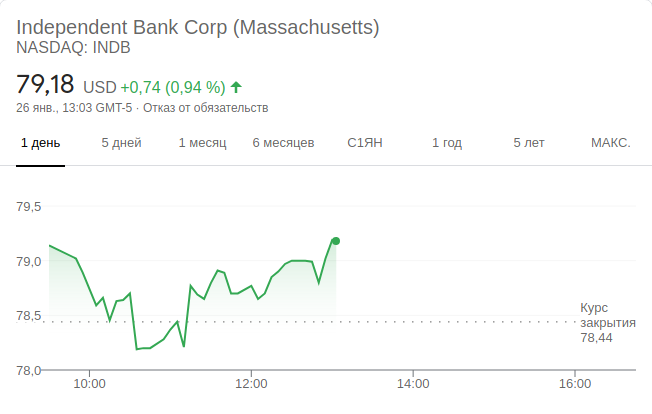 Independent Bank Corp (Massachusetts)
NASDAQ: INDB
79,18 USD +0,74 (0,94 %)
26 янв., 13:03 GMT-5 · Отказ от обязательств
1 день 5 дней 1 месяц 6 месяцев С1ЯН 1 год 5 лет МАКС.
79,5
79,0
78,5
78,0
Курс
закрытия
78,44
10:00 12:00 14:00 16:00